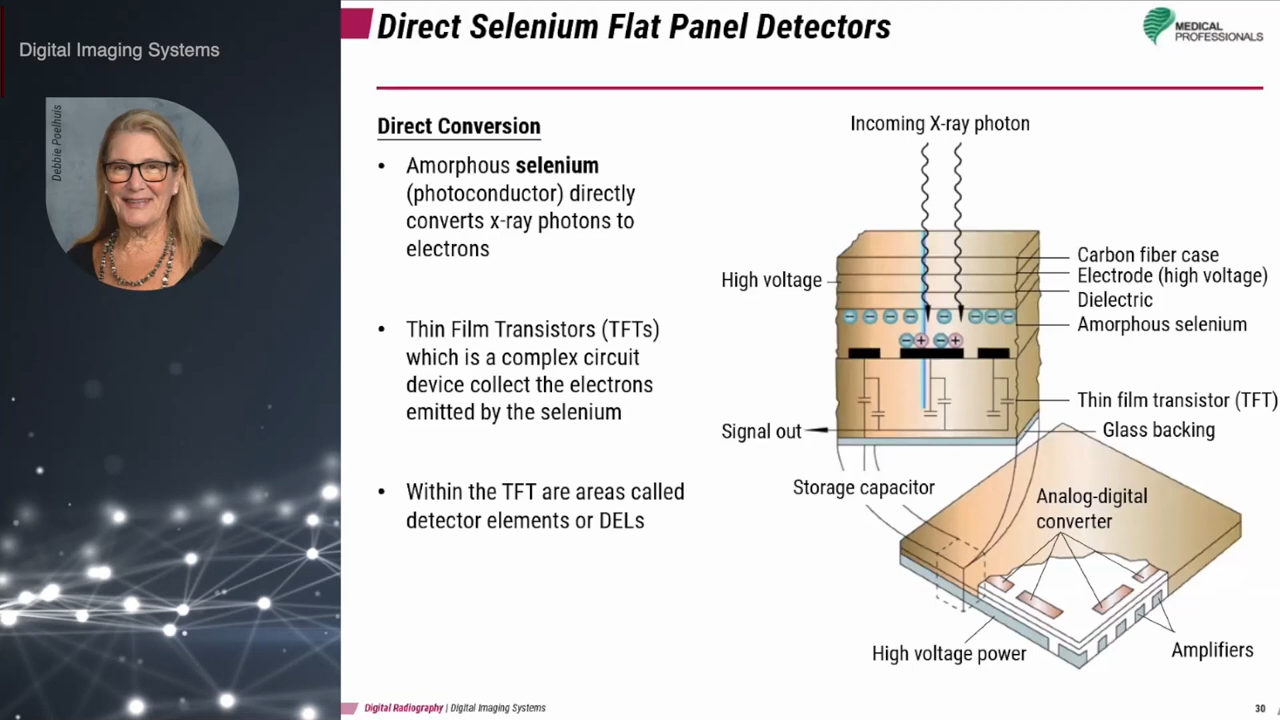 Digital Imaging Systems
Debbie Poelhuis
Direct Selenium Flat Panel Detectors
MEDICAL
PROFESSIONALS
Direct Conversion
• Amorphous selenium
(photoconductor) directly
converts x-ray photons to
electrons
• Thin Film Transistors (TFTs)
which is a complex circuit
device collect the electrons
emitted by the selenium
• Within the TFT are areas called
detector elements or DELs
Incoming X-ray photon
High voltage
Carbon fiber case
Electrode (high voltage)
Dielectric
Amorphous selenium
Thin film transistor (TFT)
Glass backing
Signal out
Storage capacitor
Analog-digital
converter
High voltage power
Amplifiers
Digital Radiography | Digital Imaging Systems
30